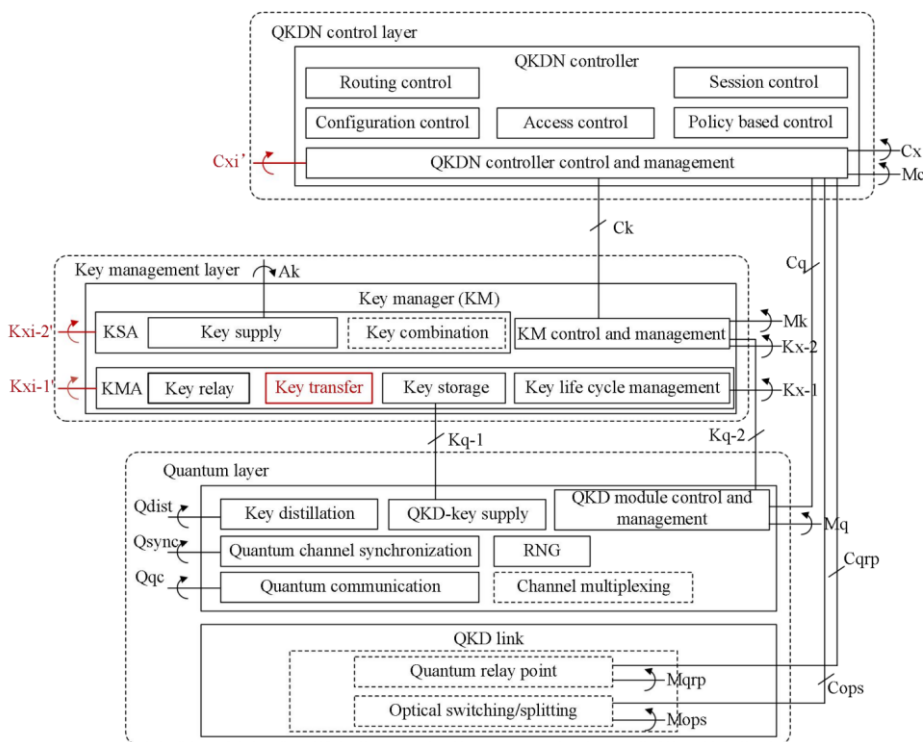 QKDN control layer
QKDN controller
Routing control
Session control
Configuration control
Access control
Policy based control
Cxi’
QKDN controller control and management
Cx
Mc
Ck
Cq
Key management layer
Ak
Key manager (KM)
Kxi-2'
KSA
Key supply
Key combination
KM control and management
Mk
Kx-2
Kxi-1'
KMA
Key relay
Key transfer
Key storage
Key life cycle management
Kx-1
Kq-1
Kq-2
Quantum layer
Qdist
Key distillation
QKD-key supply
QKD module control and
management
Mq
Qsync
Quantum channel synchronization
RNG
Qqc
Quantum communication
Channel multiplexing
Cqrp
QKD link
Quantum relay point
Mqrp
Cops
Optical switching/splitting
Mops